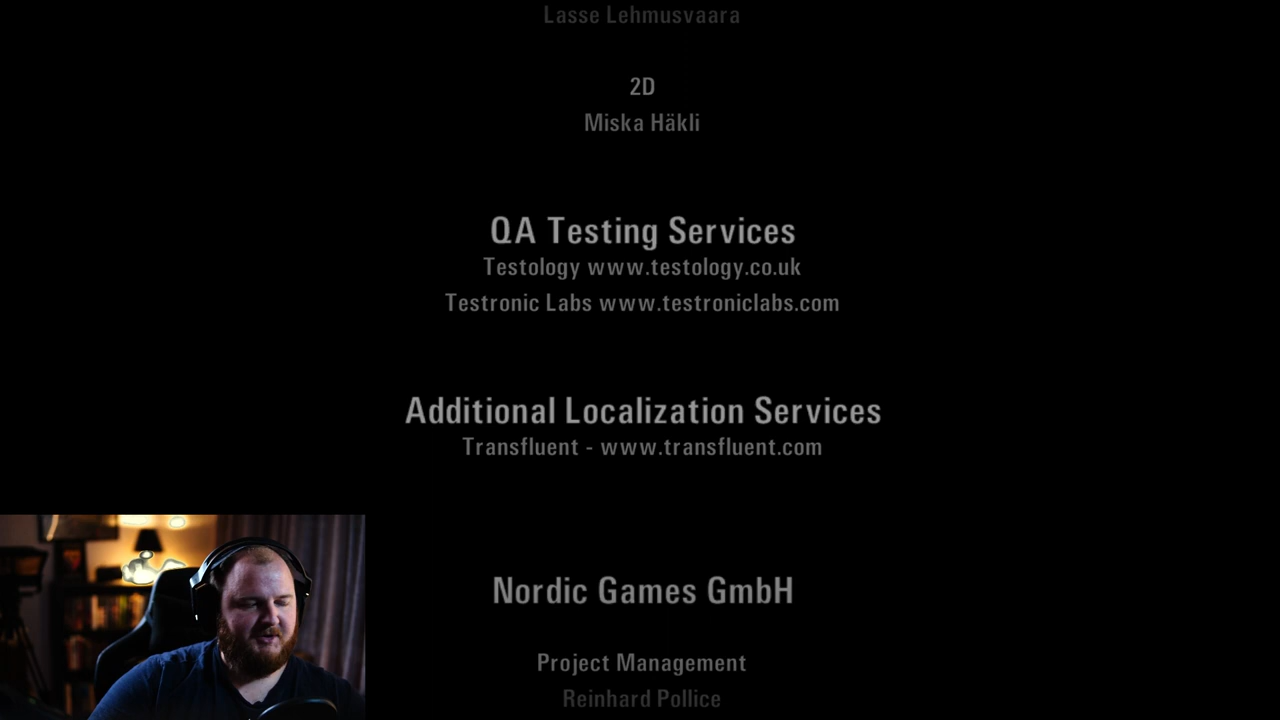 Lasse Lehmusvaara
2D
Miska Häkli
QA Testing Services
Testology www.testology.co.uk
Testronic Labs www.testroniclabs.com
Additional Localization Services
Transfluent - www.transfluent.com
Nordic Games GmbH
Project Management
Reinhard Pollice